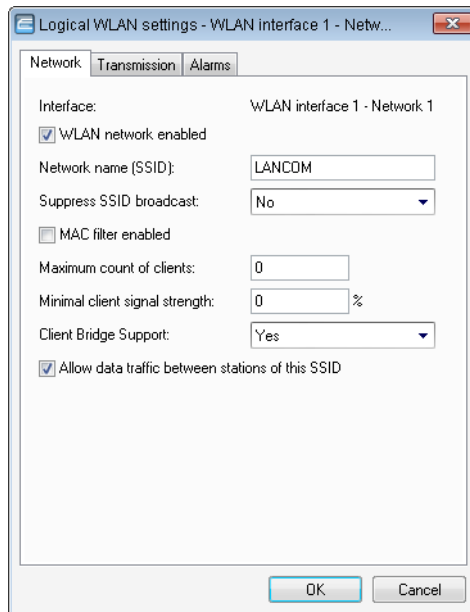 Logical WLAN settings - WLAN interface 1 - Netw...
Network Transmission Alarms
Interface: WLAN interface 1 - Network 1
WLAN network enabled
Network name (SSID): LANCOM
Suppress SSID broadcast: No
MAC filter enabled
Maximum count of clients: 0
Minimal client signal strength: 0 %
Client Bridge Support: Yes
Allow data traffic between stations of this SSID
OK Cancel